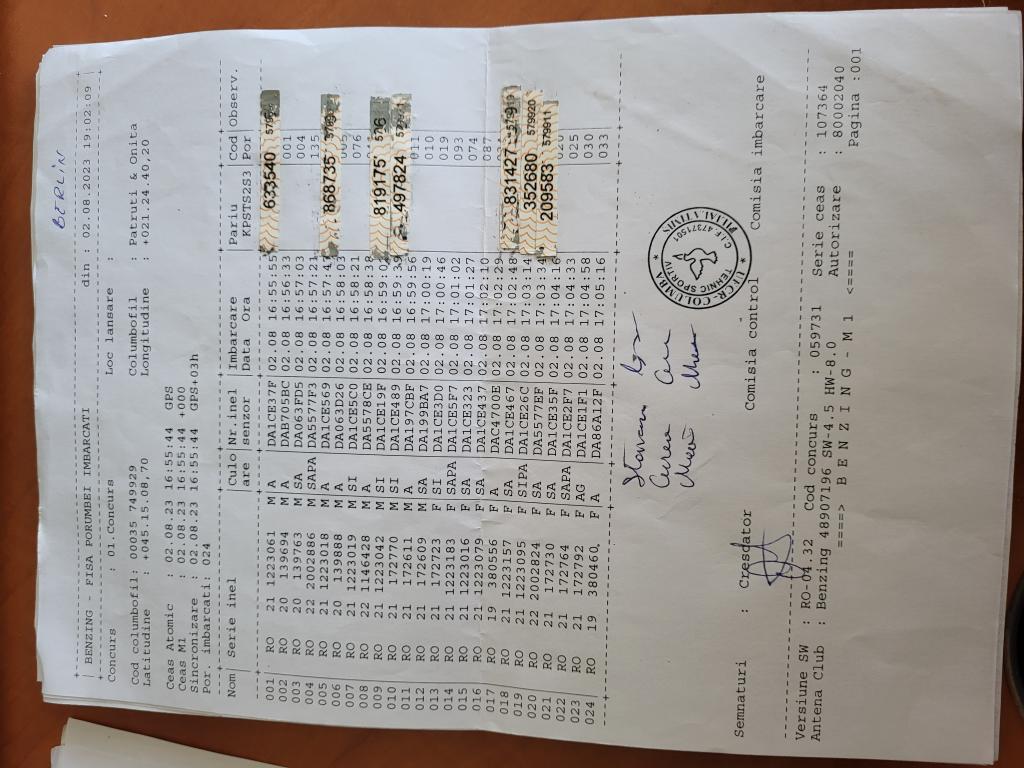 BERLIN
BENZING - FISA PORUMBEI IMBARCATI din : 02.08.2023 19:02:09
Concurs : 01.Concurs Loc lansare :
Cod columbofil: 00035 749929 Columbofil : Patruti & Onita
Latitudine : +045.15.08,70 Longitudine : +021.24.40,20
Ceas Atomic : 02.08.23 16:55:44 GPS
Ceas M1 : 02.08.23 16:55:44 +000
Sincronizare : 02.08.23 16:55:44 GPS+03h
Por imbarcati: 024
Nom Serie inel Culo Nr.inel Imbarcare Pariu Cod Observ.
are senzor Data Ora KPSTS2S3 Por
001 RO 21 1223061 M A DA1CE37F 02.08 16:55:55 633540
002 RO 20 139694 M A DAB705BC 02.08 16:56:33 001
003 RO 20 139763 M SA DA063FD5 02.08 16:57:21 004
004 RO 22 2002886 M SAPA DA5577F3 02.08 16:57:21 135
005 RO 21 1223018 M A DA1CE569 02.08 16:57:4 868735
006 RO 20 139888 M A DA063D26 02.08 16:58:03
007 RO 21 1223019 M SI DA1CE5C0 02.08 16:58:21 076
008 RO 22 1146428 M A DA5578CE 02.08 16:58:38
009 RO 21 1223042 M SI DA1CE19F 02.08 16:59:0 819175
010 RO 21 172770 M SI DA1CE489 02.08 16:59:39 497824
011 RO 21 172611 M A DA197CBF 02.08 16:59:5
012 RO 21 172609 M SA DA199BA7 02.08 17:00:19 010
013 RO 21 172723 F SI DA1CE3D0 02.08 17:00:46 010
014 RO 21 1223183 F SAPA DA1CE5F7 02.08 17:01:02 019
015 RO 21 1223016 F SA DA1CE323 02.08 17:01:27 093
016 RO 21 1223079 F SA DA1CE437 02.08 17:02:10 074
017 RO 19 380556 F A DAC4700E 02.08 17:02:29 087
018 RO 21 1223157 F SA DA1CE467 02.08 17:02:4 831427
019 RO 21 1223095 F SIPA DA1CE26C 02.08 17:03:14 352680 579920
020 RO 22 2002824 F SA DA5577EF 02.08 17:03:34 209583 579911
021 RO 21 172730 F SA DA1CE35F 02.08 17:04:1
022 RO 21 172764 F SAPA DA1CE2F7 02.08 17:04:33 025
023 RO 21 172792 F AG DA1CE1F1 02.08 17:04:58 030
024 RO 19 380460, F A DA86A12F 02.08 17:05:16 033
UFCR-COLUMBA
FILIALA TIMIS
TEHNIC SPORTIV
C.I.F 47371501
Semnaturi : Crescdator Comisia control Comisia imbarcare
Versiune SW : RO-04.32 Cod concurs : 059731 Serie ceas : 107364
Antena Club : Benzing 48907196 SW-4.5 HW-8.0 Autorizare : 80002040
====> B E N Z I N G - M 1 <==== Pagina :001